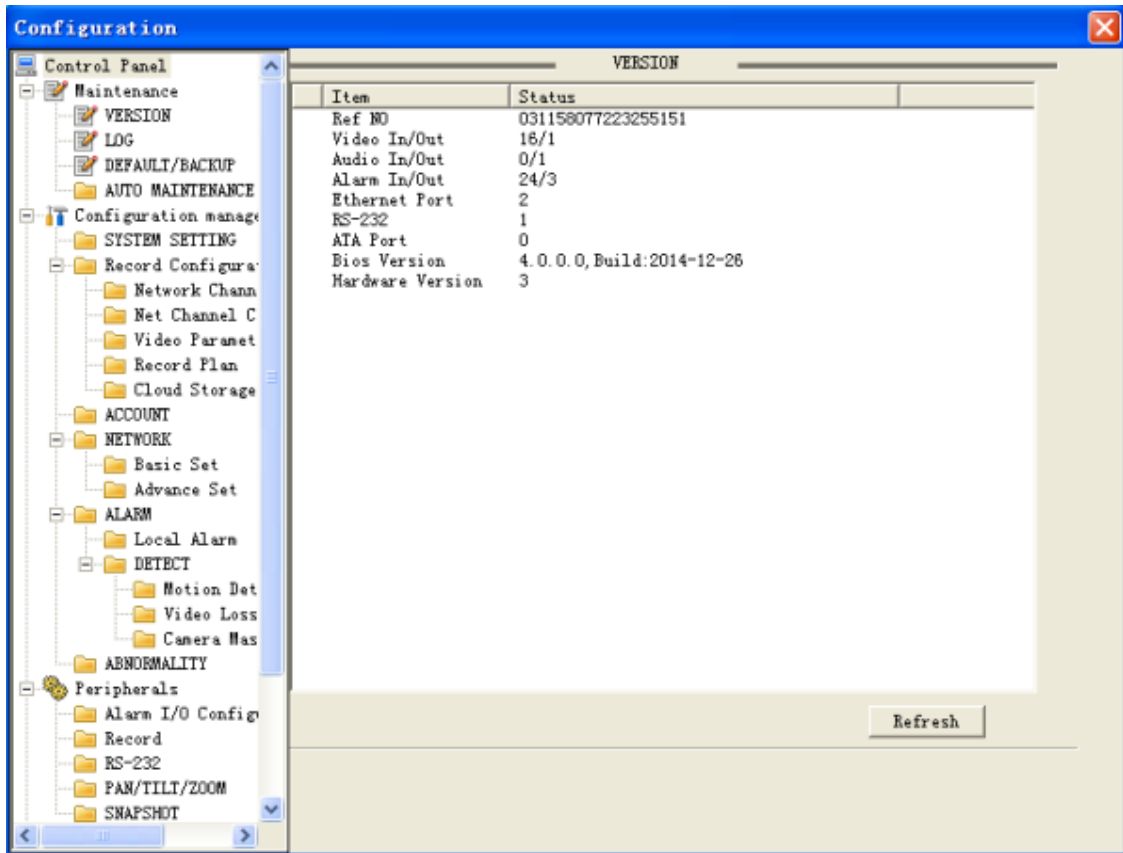 Configuration
Control Panel
Maintenance
VERSION
LOG
DEFAULT/BACKUP
AUTO MAINTENANCE
Configuration manage
SYSTEM SETTING
Record Configura
Network Chann
Net Channel C
Video Paramet
Record Plan
Cloud Storage
ACCOUNT
NETWORK
Basic Set
Advance Set
ALARM
Local Alarm
DETECT
Motion Det
Video Loss
Camera Mas
ABNORMALITY
Peripherals
Alarm I/O Config
Record
RS-232
PAN/TILT/ZOOM
SNAPSHOT
VERSION
Item Status
Ref NO 031158077223255151
Video In/Out 16/1
Audio In/Out 0/1
Alarm In/Out 24/3
Ethernet Port 2
RS-232 1
ATA Port 0
Bios Version 4.0.0.0,Build:2014-12-26
Hardware Version 3
Refresh